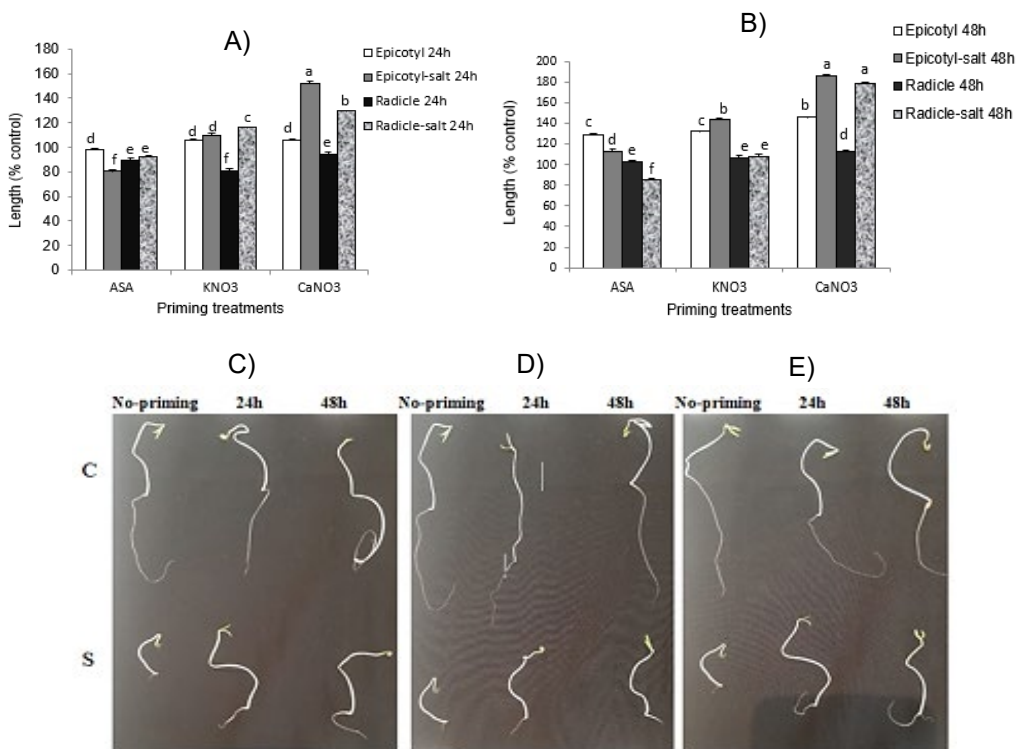 A)
Epicotyl 24h
Epicotyl-salt 24h
Radicle 24h
Radicle-salt 24h
Length (% control)
180
160
140
120
100
80
60
40
20
0
d f e e
d d f c
d a e b
ASA KNO3 CaNO3
Priming treatments
B)
Epicotyl 48h
Epicotyl-salt 48h
Radicle 48h
Radicle-salt 48h
Length (% control)
200
180
160
140
120
100
80
60
40
20
0
c d e f
c b e e
b a d a
ASA KNO3 CaNO3
Priming treatments
C) D) E)
No-priming 24h 48h No-priming 24h 48h No-priming 24h 48h
C
S